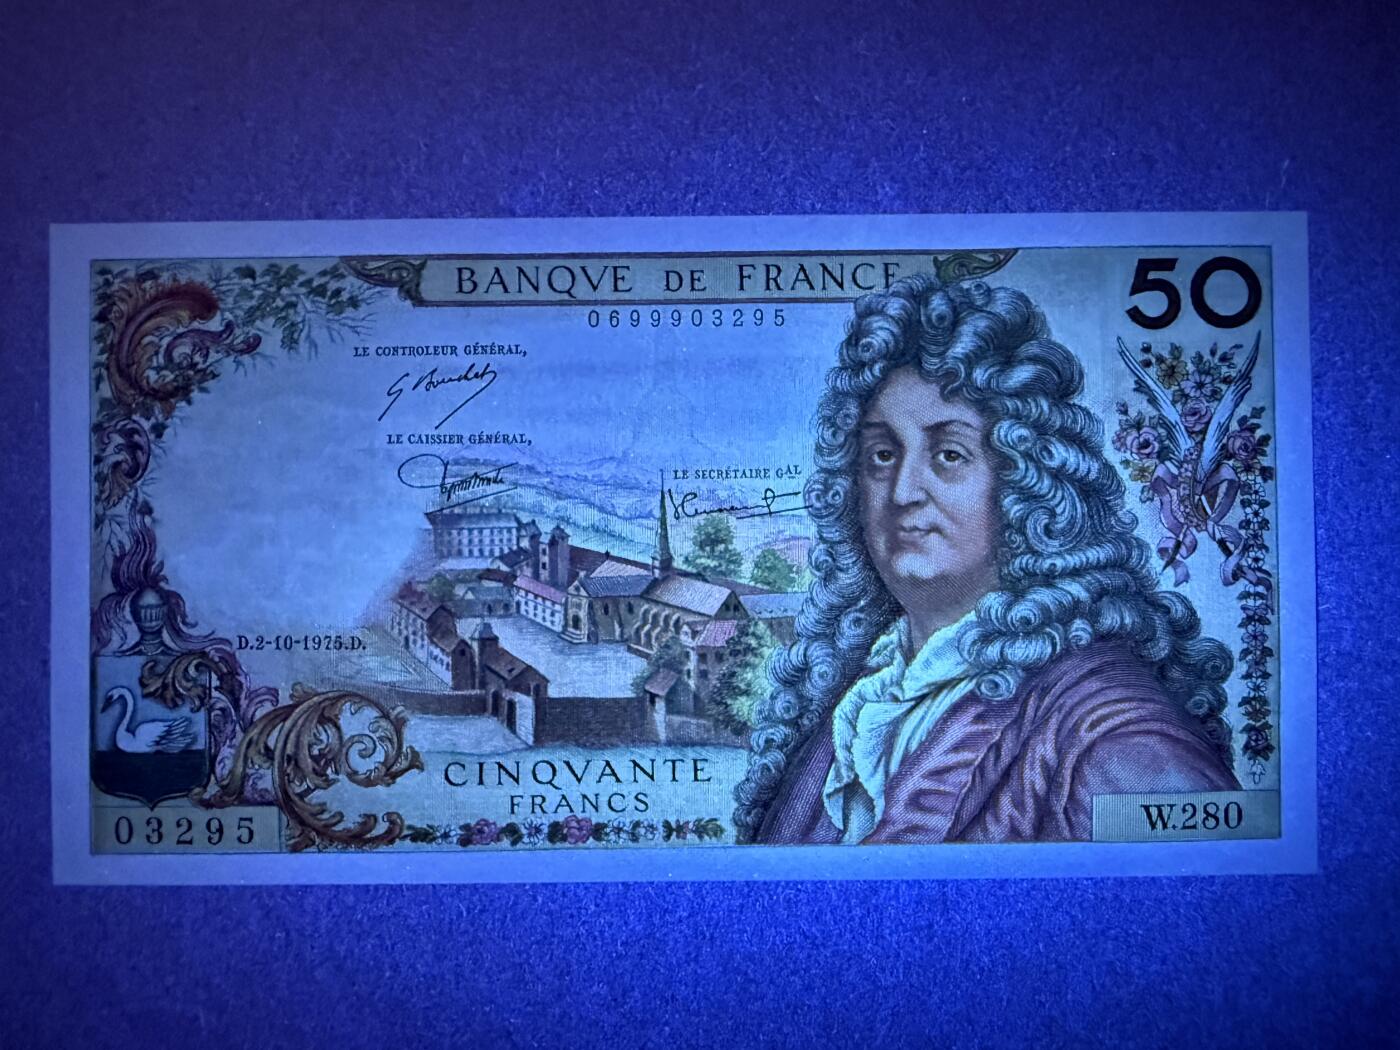 BANQVE DE FRANCE
50
0699903295
LE CONTROLEUR GÉNÉRAL,
G Bouchet
LE CAISSIER GÉNÉRAL,
LE SECRÉTAIRE GAL
D.2-10-1975.D.
CINQVANTE
FRANCS
03295
W.280